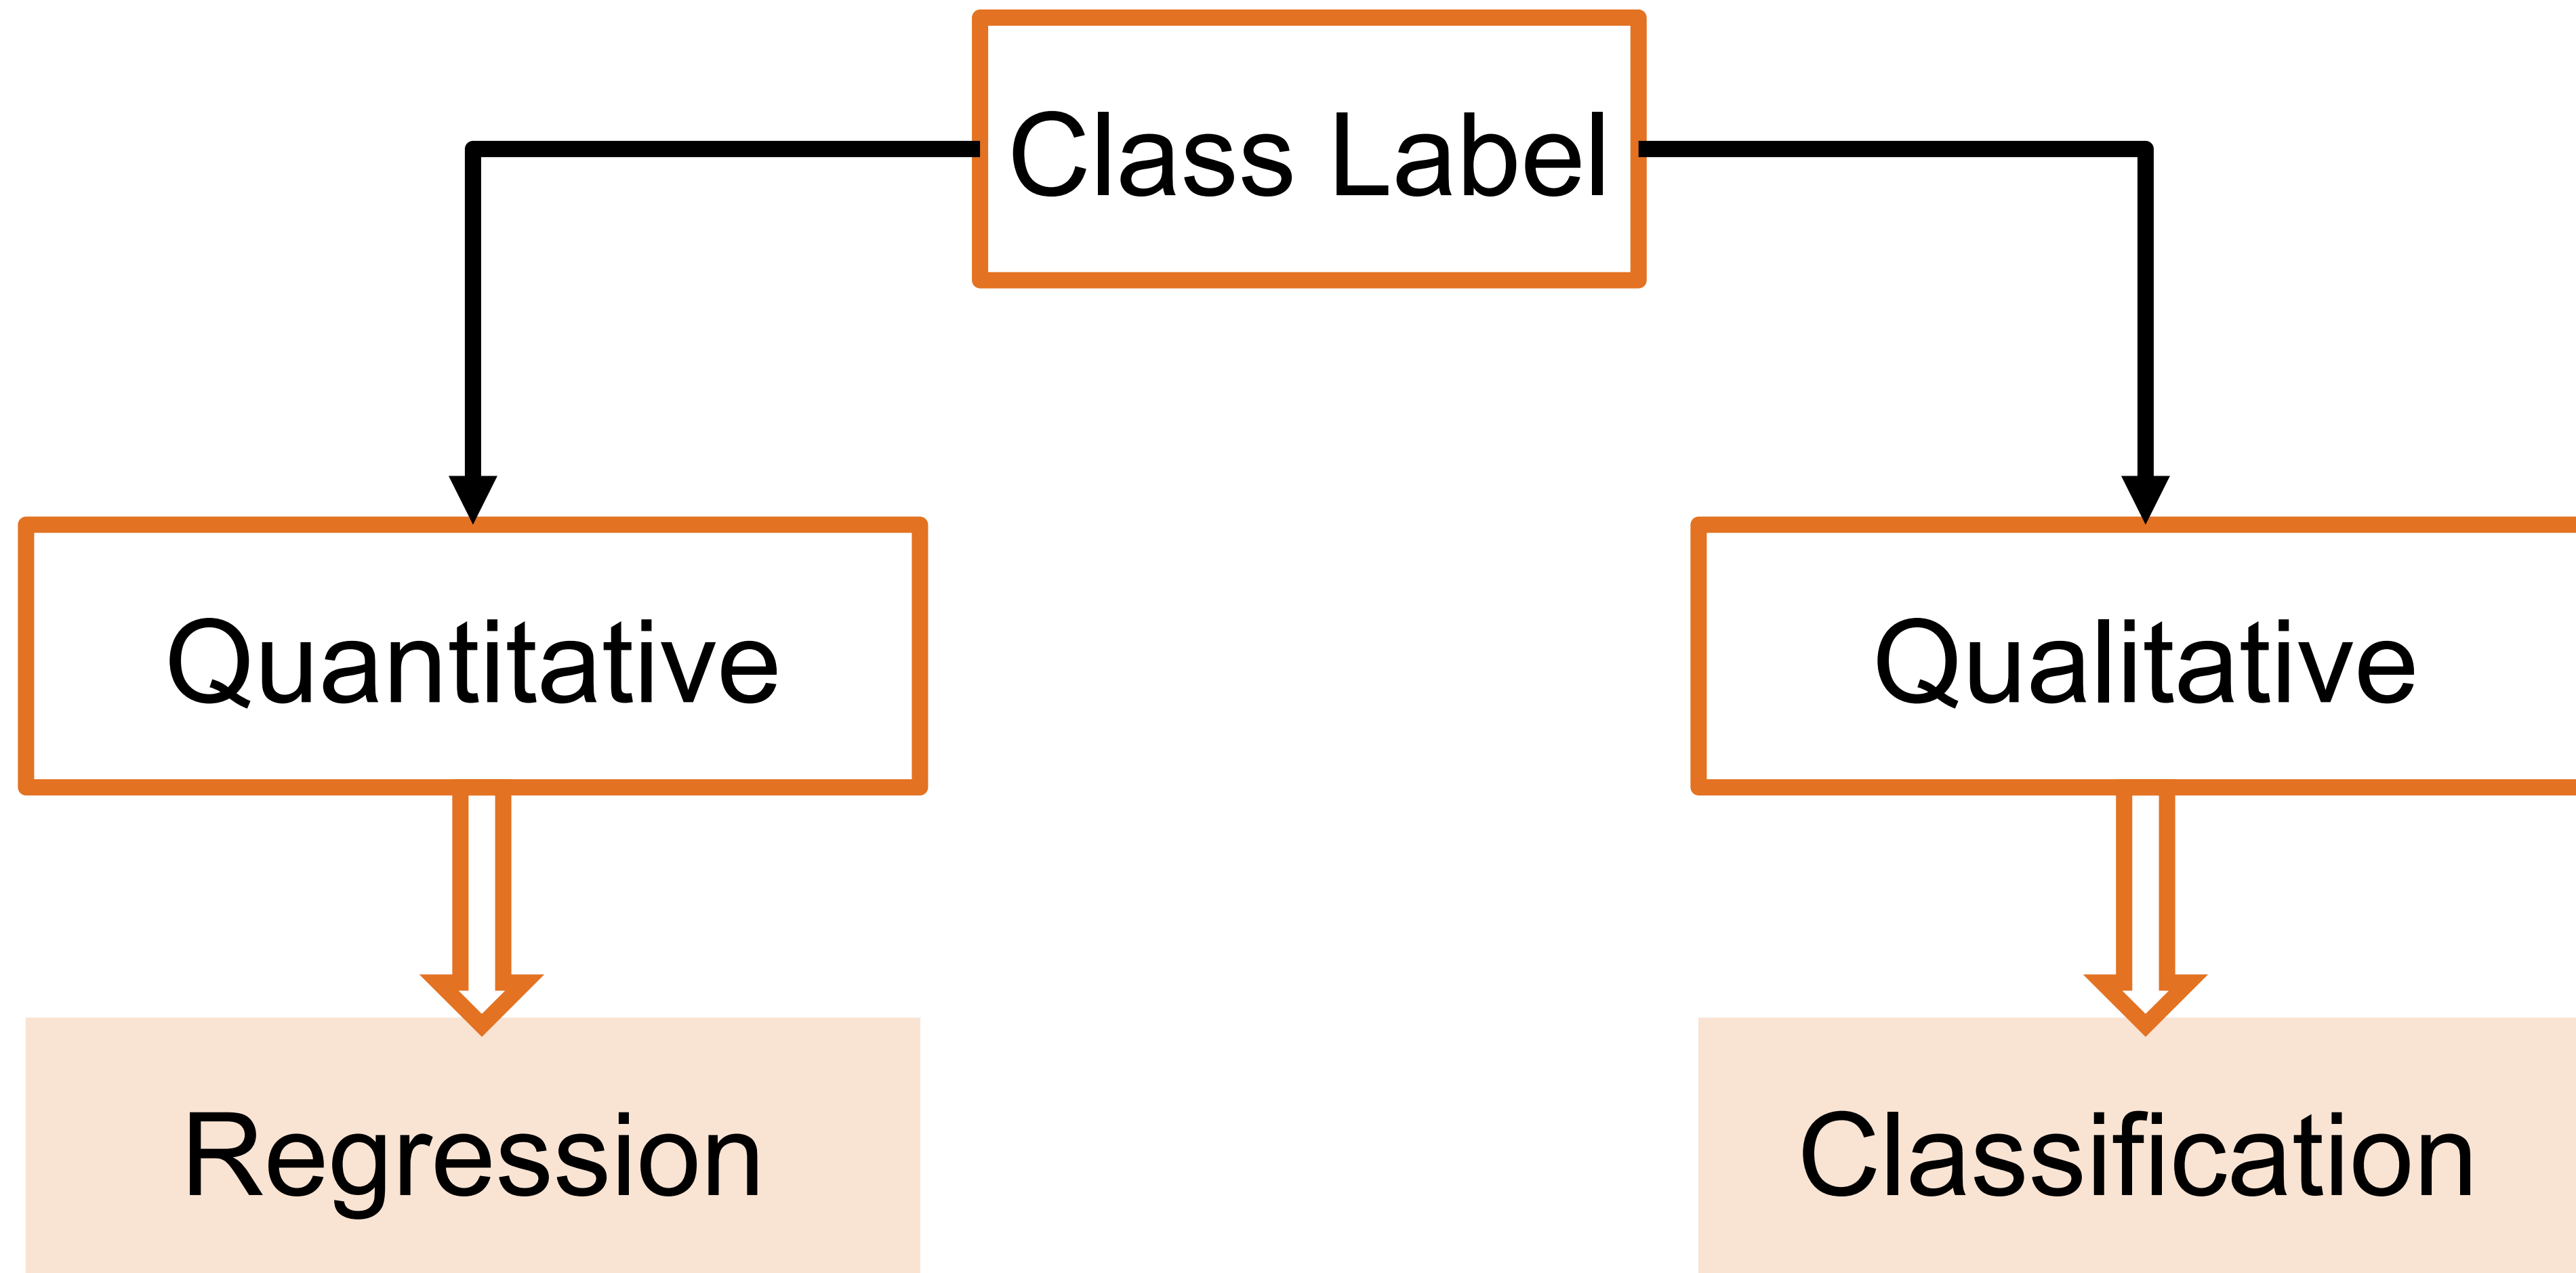 Class Label
Quantitative
Qualitative
Regression
Classification